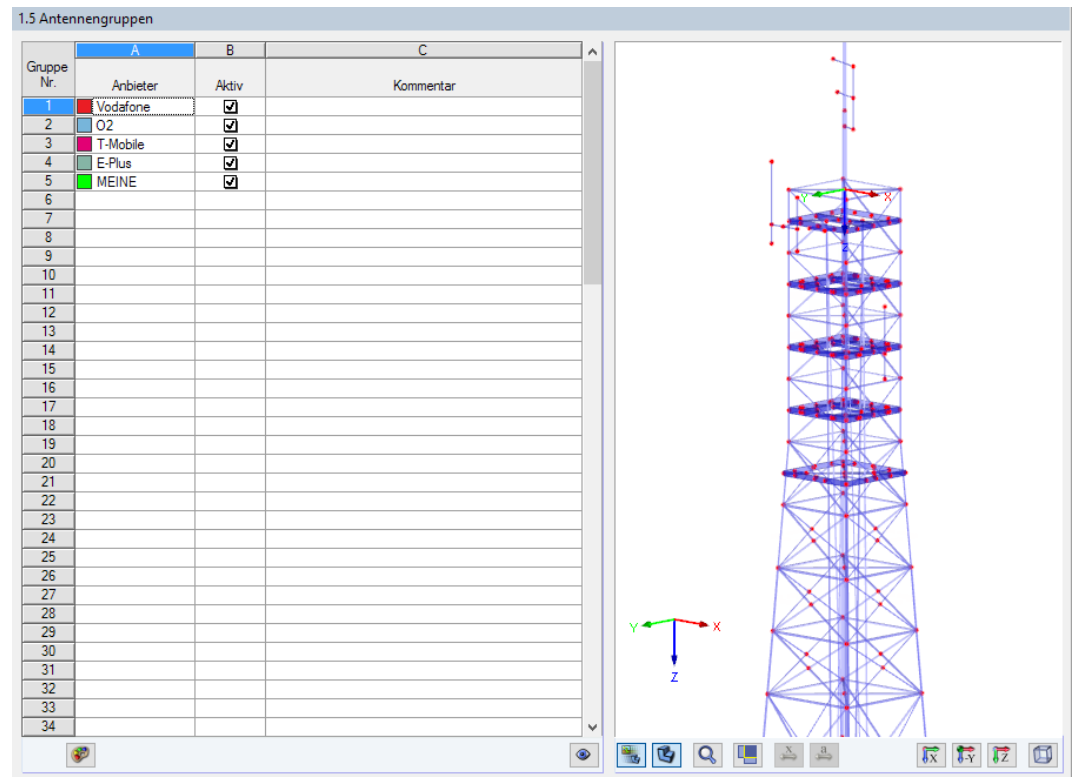 1.5 Antennengruppen
Gruppe Nr.
A
B
C
Anbieter
Aktiv
Kommentar
1 Vodafone
2 O2
3 T-Mobile
4 E-Plus
5 MEINE
6
7
8
9
10
11
12
13
14
15
16
17
18
19
20
21
22
23
24
25
26
27
28
29
30
31
32
33
34
Y X
Z
Y X
Z
x a
X -Y Z